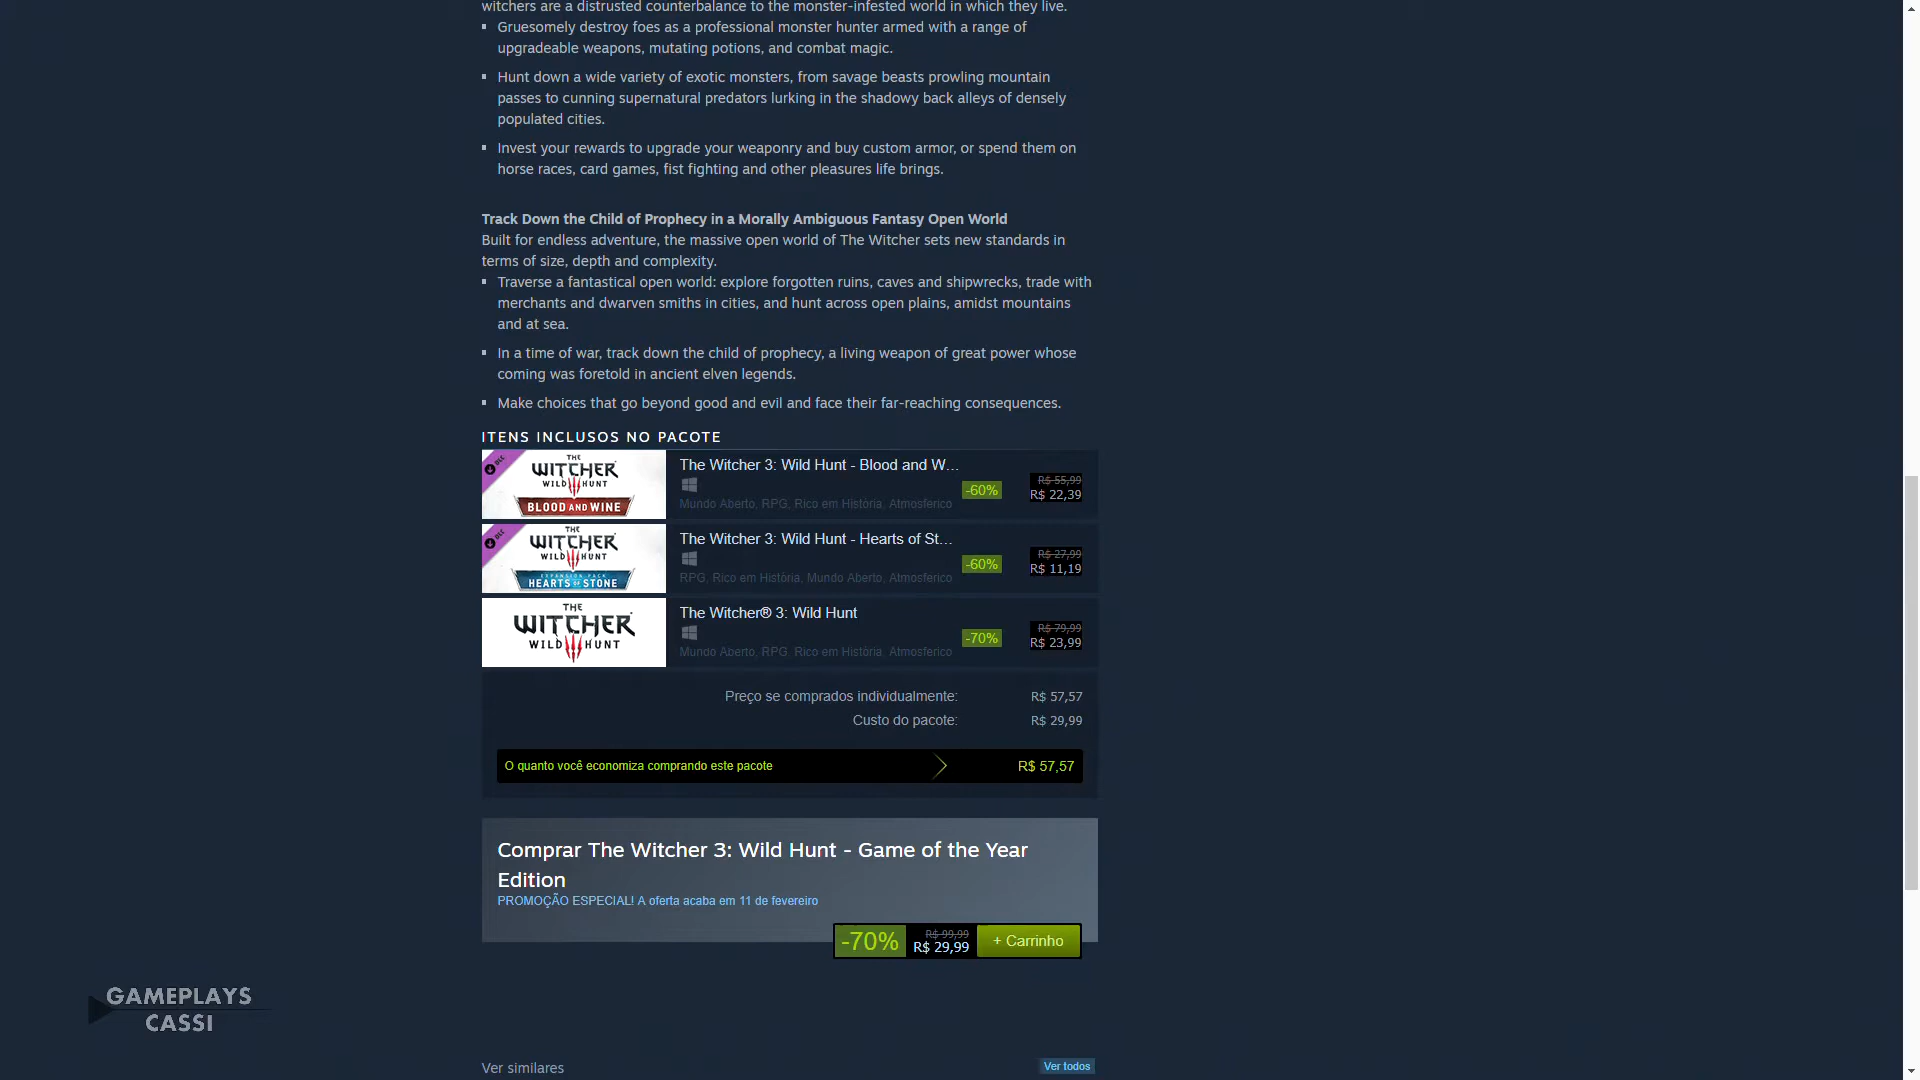 witchers are a distrusted counterbalance to the monster-infested world in which they live.
Gruesomely destroy foes as a professional monster hunter armed with a range of
upgradeable weapons, mutating potions, and combat magic.
Hunt down a wide variety of exotic monsters, from savage beasts prowling mountain
passes to cunning supernatural predators lurking in the shadowy back alleys of densely
populated cities.
Invest your rewards to upgrade your weaponry and buy custom armor, or spend them on
horse races, card games, fist fighting and other pleasures life brings.
Track Down the Child of Prophecy in a Morally Ambiguous Fantasy Open World
Built for endless adventure, the massive open world of The Witcher sets new standards in
terms of size, depth and complexity.
Traverse a fantastical open world: explore forgotten ruins, caves and shipwrecks, trade with
merchants and dwarven smiths in cities, and hunt across open plains, amidst mountains
and at sea.
In a time of war, track down the child of prophecy, a living weapon of great power whose
coming was foretold in ancient elven legends.
Make choices that go beyond good and evil and face their far-reaching consequences.
ITENS INCLUSOS NO PACOTE
DLC
THE
WITCHER
WILD HUNT
BLOOD AND WINE
The Witcher 3: Wild Hunt - Blood and W...
Mundo Aberto, RPG, Rico em História, Atmosferico
-60%
R$ 55,99
R$ 22,39
DLC
THE
WITCHER
WILD HUNT
EXPANSION PACK
HEARTS OF STONE
The Witcher 3: Wild Hunt - Hearts of St...
RPG, Rico em História, Mundo Aberto, Atmosferico
-60%
R$ 27,99
R$ 11,19
THE
WITCHER
WILD HUNT
The Witcher® 3: Wild Hunt
Mundo Aberto, RPG, Rico em História, Atmosferico
-70%
R$ 79,99
R$ 23,99
Preço se comprados individualmente: R$ 57,57
Custo do pacote: R$ 29,99
O quanto você economiza comprando este pacote R$ 57,57
Comprar The Witcher 3: Wild Hunt - Game of the Year
Edition
PROMOÇÃO ESPECIAL! A oferta acaba em 11 de fevereiro
-70%
R$ 99,99
R$ 29,99
+ Carrinho
GAMEPLAYS
CASSI
Ver similares
Ver todos